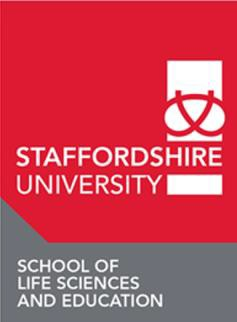 STAFFORDSHIRE
UNIVERSITY
SCHOOL OF
LIFE SCIENCES
AND EDUCATION